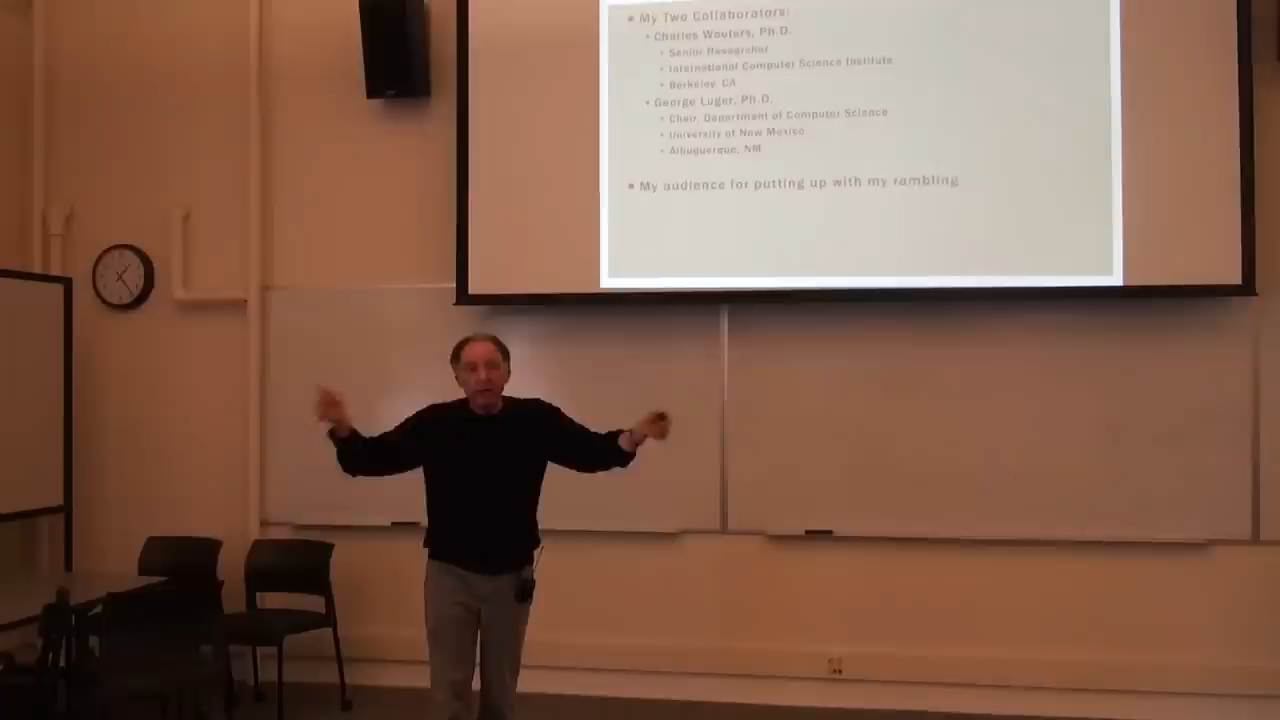 My Two Collaborators:
Charles Wooters, Ph.D.
Senior Researcher
International Computer Science Institute
Berkeley, CA
George Luger, Ph.D.
Chair, Department of Computer Science
University of New Mexico
Albuquerque, NM
My audience for putting up with my rambling